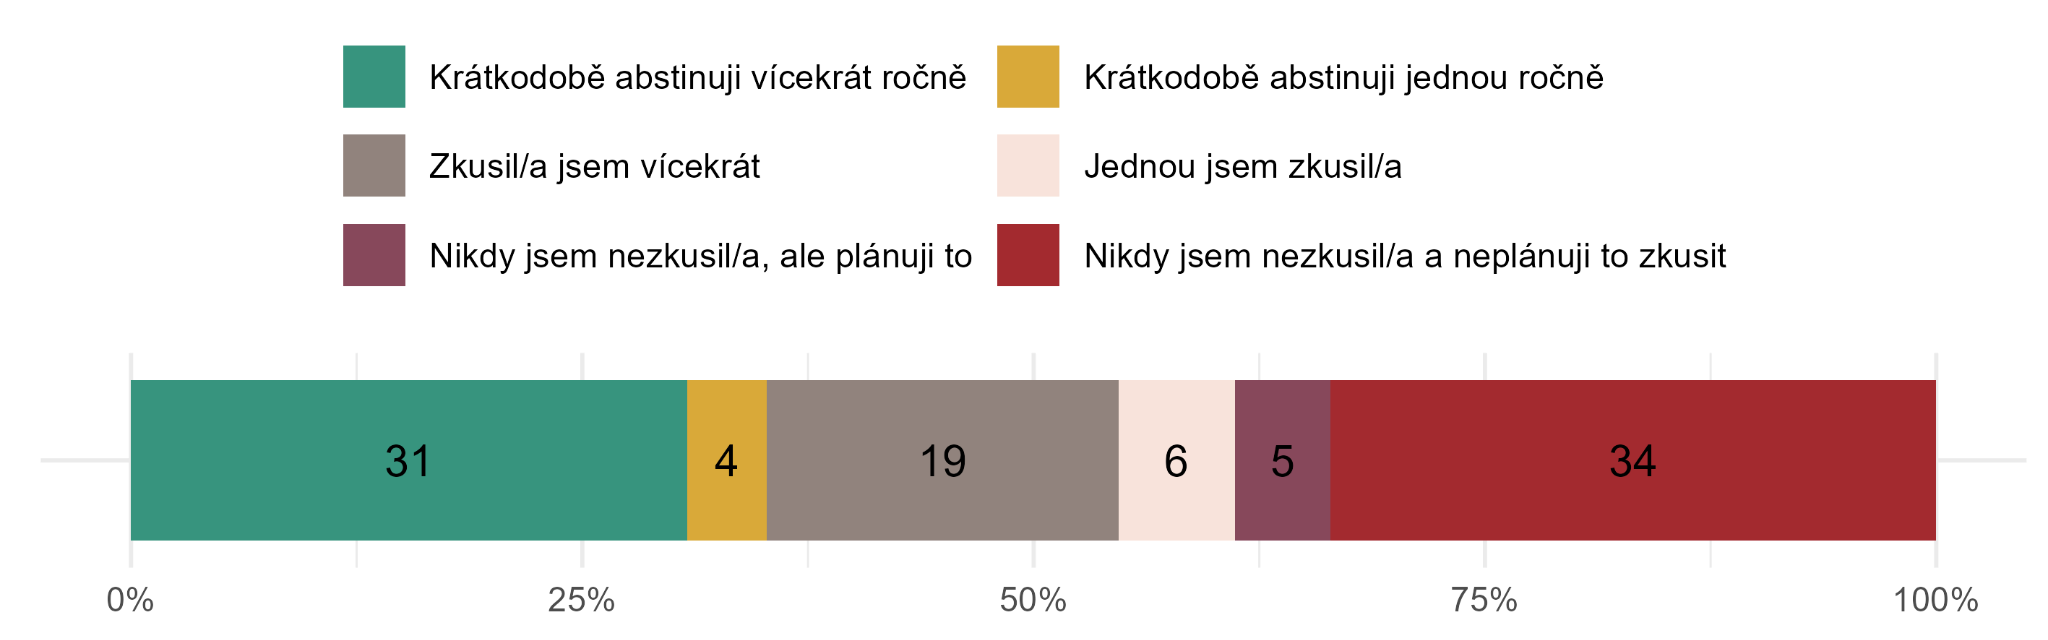 Krátkodobě abstinuji vícekrát ročně
Krátkodobě abstinuji jednou ročně
Zkusil/a jsem vícekrát
Jednou jsem zkusil/a
Nikdy jsem nezkusil/a, ale plánuji to
Nikdy jsem nezkusil/a a neplánuji to zkusit
31 4 19 6 5 34
0% 25% 50% 75% 100%